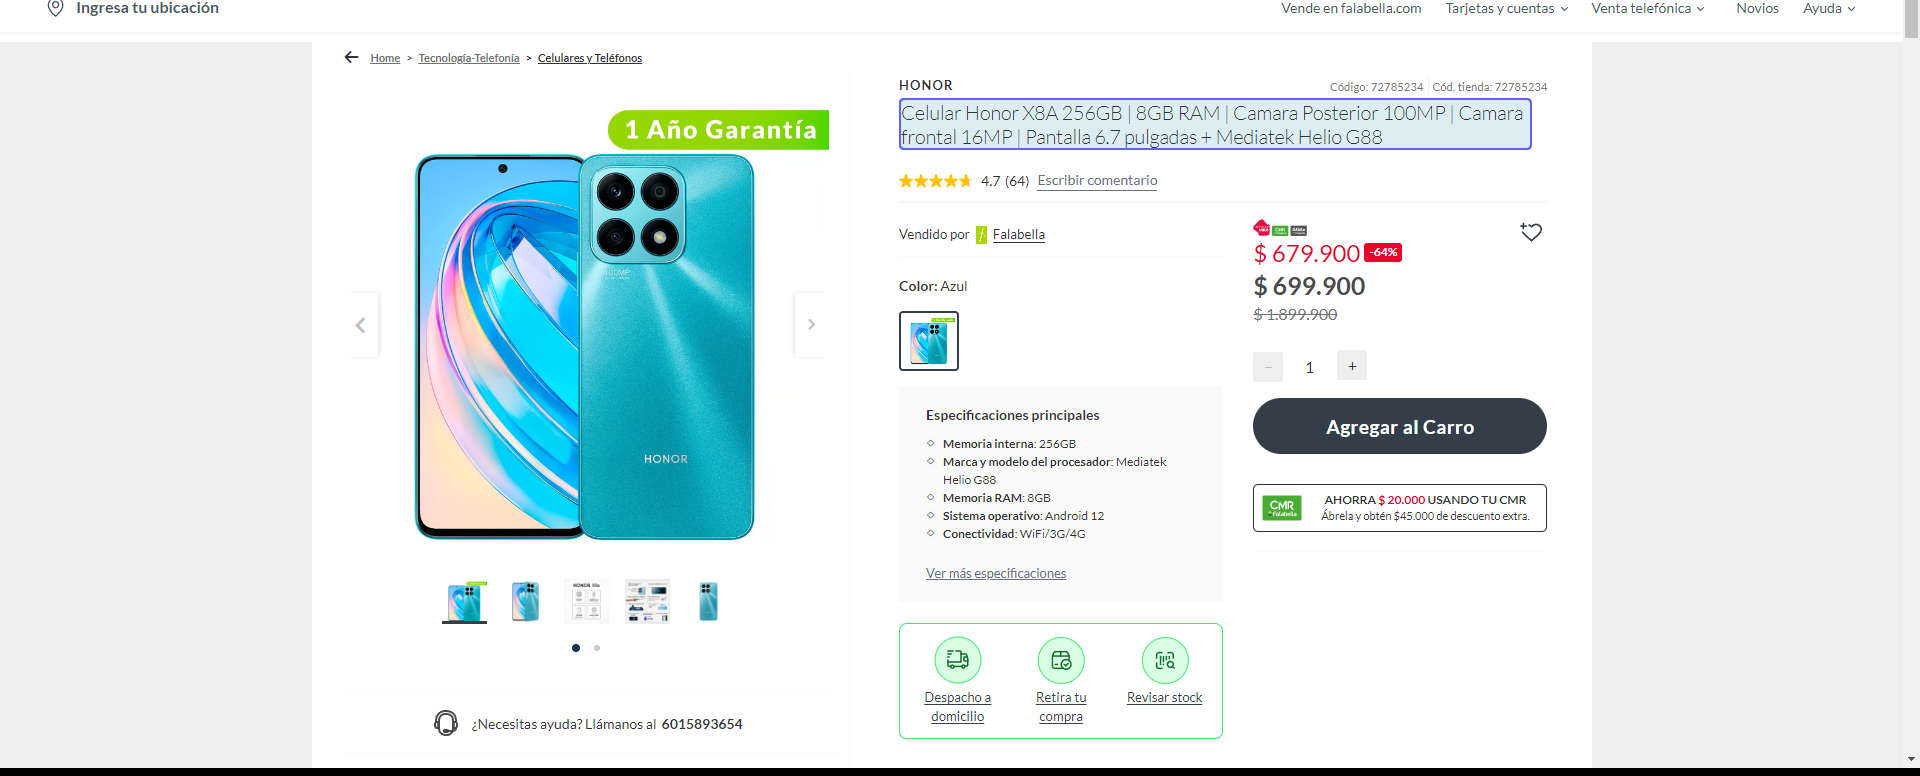 Ingresa tu ubicación
Vende en falabella.com
Tarjetas y cuentas
Venta telefónica
Novios
Ayuda
Home > Tecnología-Telefonía > Celulares y Teléfonos
1 Año Garantía
100MP
HONOR
HONOR X8a
¿Necesitas ayuda? Llámanos al 6015893654
HONOR
Código: 72785234
Cód. tienda: 72785234
Celular Honor X8A 256GB | 8GB RAM | Camara Posterior 100MP | Camara
frontal 16MP | Pantalla 6.7 pulgadas + Mediatek Helio G88
4.7 (64)
Escribir comentario
Vendido por Falabella
Color: Azul
Especificaciones principales
Memoria interna: 256GB
Marca y modelo del procesador: Mediatek
Helio G88
Memoria RAM: 8GB
Sistema operativo: Android 12
Conectividad: WiFi/3G/4G
Ver más especificaciones
Despacho a
domicilio
Retira tu
compra
Revisar stock
$ 679.900 -64%
$ 699.900
$ 1.899.900
− 1 +
Agregar al Carro
CMR
Falabella
AHORRA $ 20.000 USANDO TU CMR
Ábrela y obtén $45.000 de descuento extra.